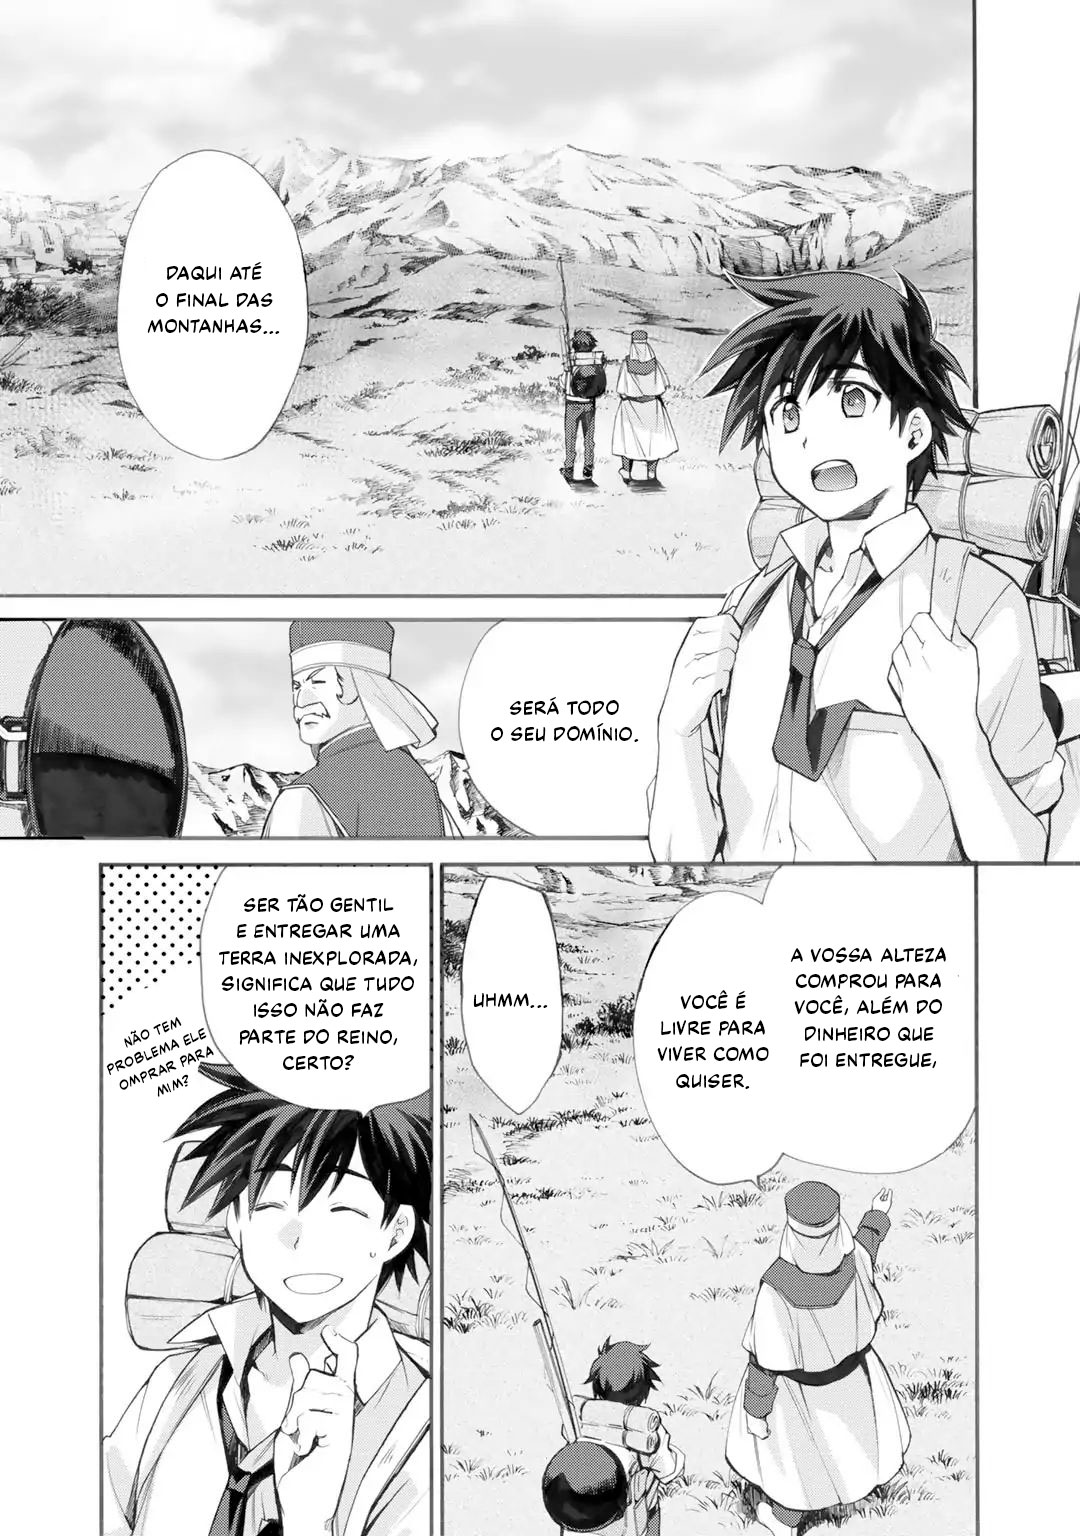 DAQUI ATÉ
O FINAL DAS
MONTANHAS...
SERÁ TODO
O SEU DOMÍNIO.
A VOSSA ALTEZA
COMPROU PARA
VOCÊ, ALÉM DO
DINHEIRO QUE
FOI ENTREGUE,
VOCÊ É
LIVRE PARA
VIVER COMO
QUISER.
UHMM...
SER TÃO GENTIL
E ENTREGAR UMA
TERRA INEXPLORADA,
SIGNIFICA QUE TUDO
ISSO NÃO FAZ
PARTE DO REINO,
CERTO?
NÃO TEM
PROBLEMA ELE
OMPRAR PARA
MIM?